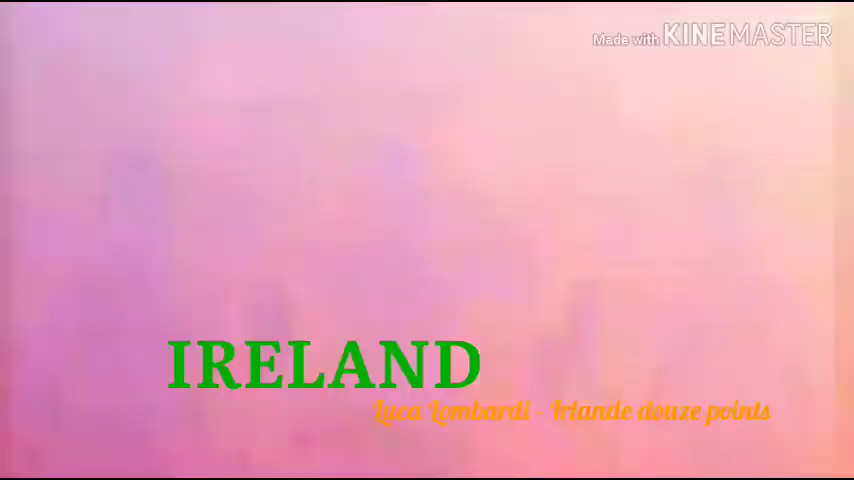 Made with KINEMASTER
IRELAND
Luca Lombardi - Irlande douze points